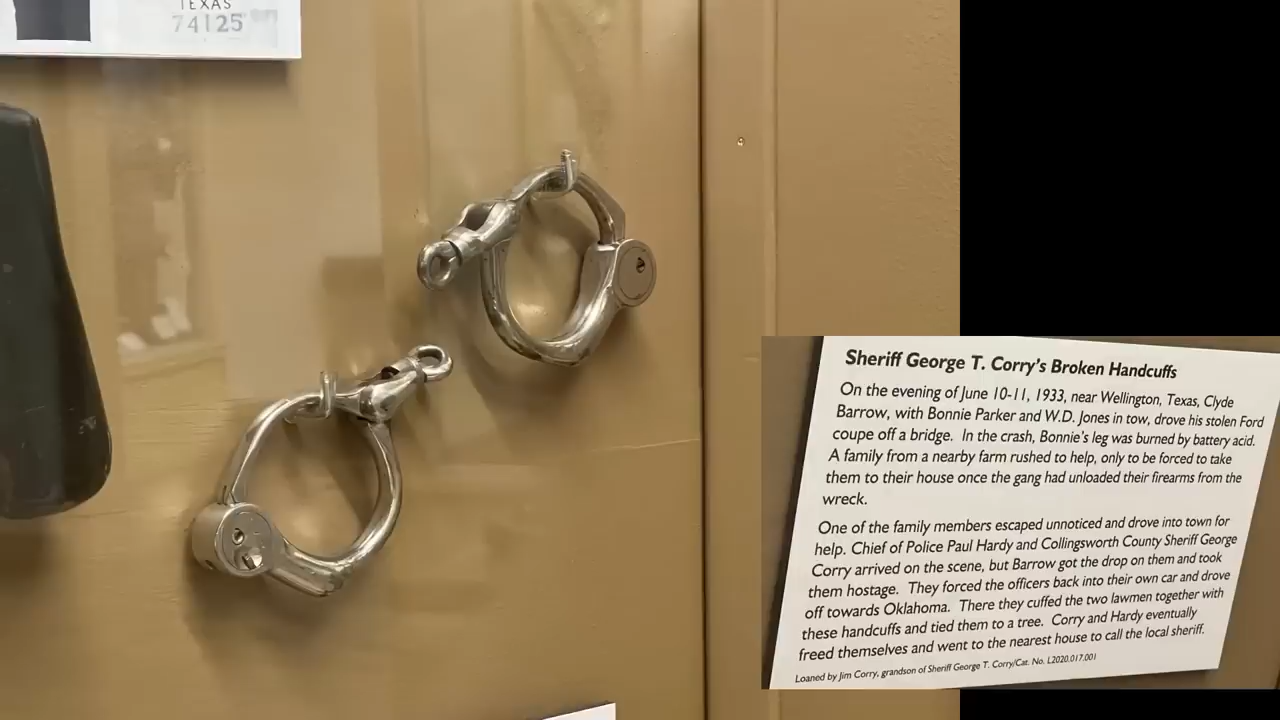 TEXAS
74125
Sheriff George T. Corry's Broken Handcuffs
On the evening of June 10-11, 1933, near Wellington, Texas, Clyde
Barrow, with Bonnie Parker and W.D. Jones in tow, drove his stolen Ford
coupe off a bridge. In the crash, Bonnie's leg was burned by battery acid.
A family from a nearby farm rushed to help, only to be forced to take
them to their house once the gang had unloaded their firearms from the
wreck.
One of the family members escaped unnoticed and drove into town for
help. Chief of Police Paul Hardy and Collingsworth County Sheriff George
Corry arrived on the scene, but Barrow got the drop on them and took
them hostage. They forced the officers back into their own car and drove
off towards Oklahoma. There they cuffed the two lawmen together with
these handcuffs and tied them to a tree. Corry and Hardy eventually
freed themselves and went to the nearest house to call the local sheriff.
Loaned by Jim Corry, grandson of Sheriff George T. Corry/Cat. No. L2020.017.001